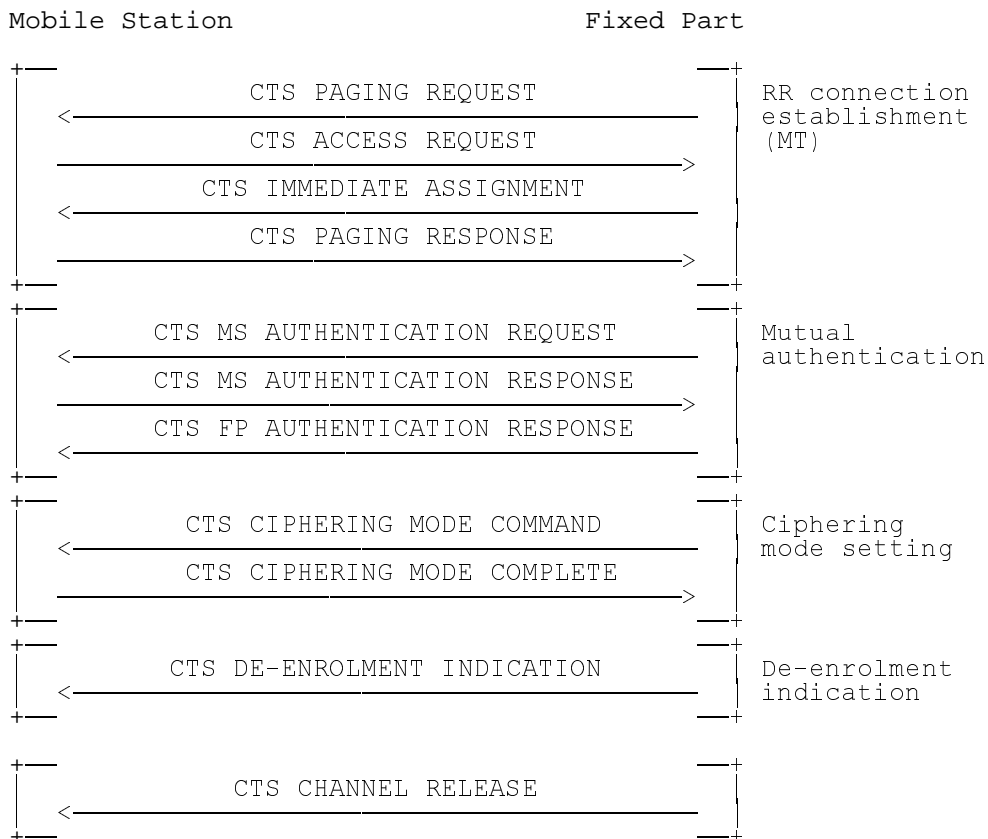 Mobile Station Fixed Part
CTS PAGING REQUEST RR connection
establishment
CTS ACCESS REQUEST (MT)
CTS IMMEDIATE ASSIGNMENT
CTS PAGING RESPONSE
CTS MS AUTHENTICATION REQUEST Mutual
authentication
CTS MS AUTHENTICATION RESPONSE
CTS FP AUTHENTICATION RESPONSE
CTS CIPHERING MODE COMMAND Ciphering
mode setting
CTS CIPHERING MODE COMPLETE
CTS DE-ENROLMENT INDICATION De-enrolment
indication
CTS CHANNEL RELEASE